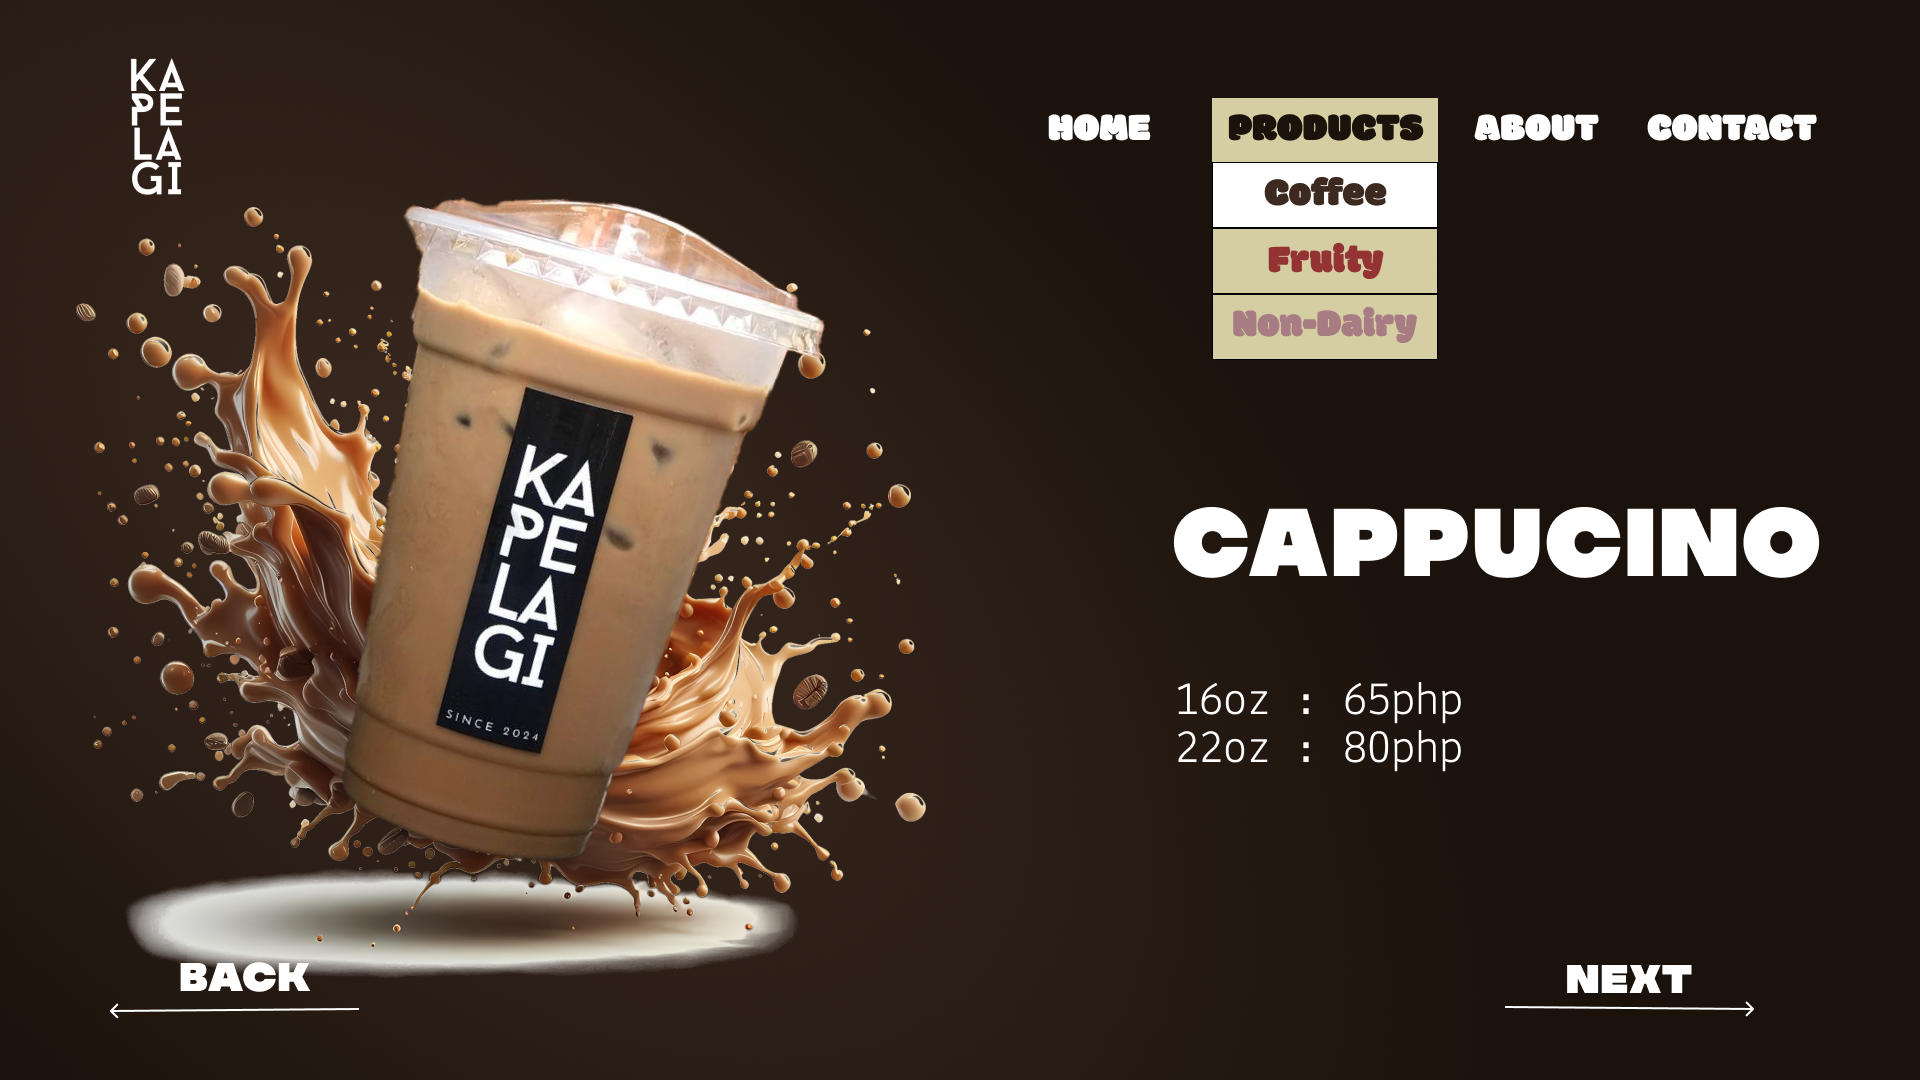 KA
PE
LA
GI
HOME PRODUCTS ABOUT CONTACT
Coffee
Fruity
Non-Dairy
KA
PE
LA
GI
SINCE 2024
CAPPUCINO
16oz : 65php
22oz : 80php
BACK
NEXT